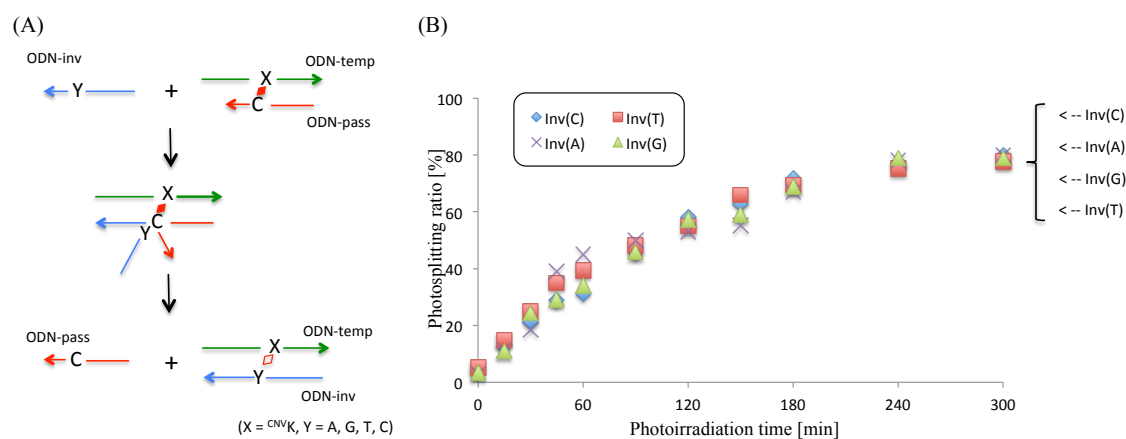 (A)
ODN-inv
Y
+
X
ODN-temp
C
ODN-pass
X
C
Y
ODN-pass
C
+
X
ODN-temp
Y
ODN-inv
(X = ᶜᴺⱽK, Y = A, G, T, C)
(B)
Photosplitting ratio [%]
100
80
60
40
20
0
Inv(C) Inv(T)
Inv(A) Inv(G)
< -- Inv(C)
< -- Inv(A)
< -- Inv(G)
< -- Inv(T)
0 60 120 180 240 300
Photoirradiation time [min]